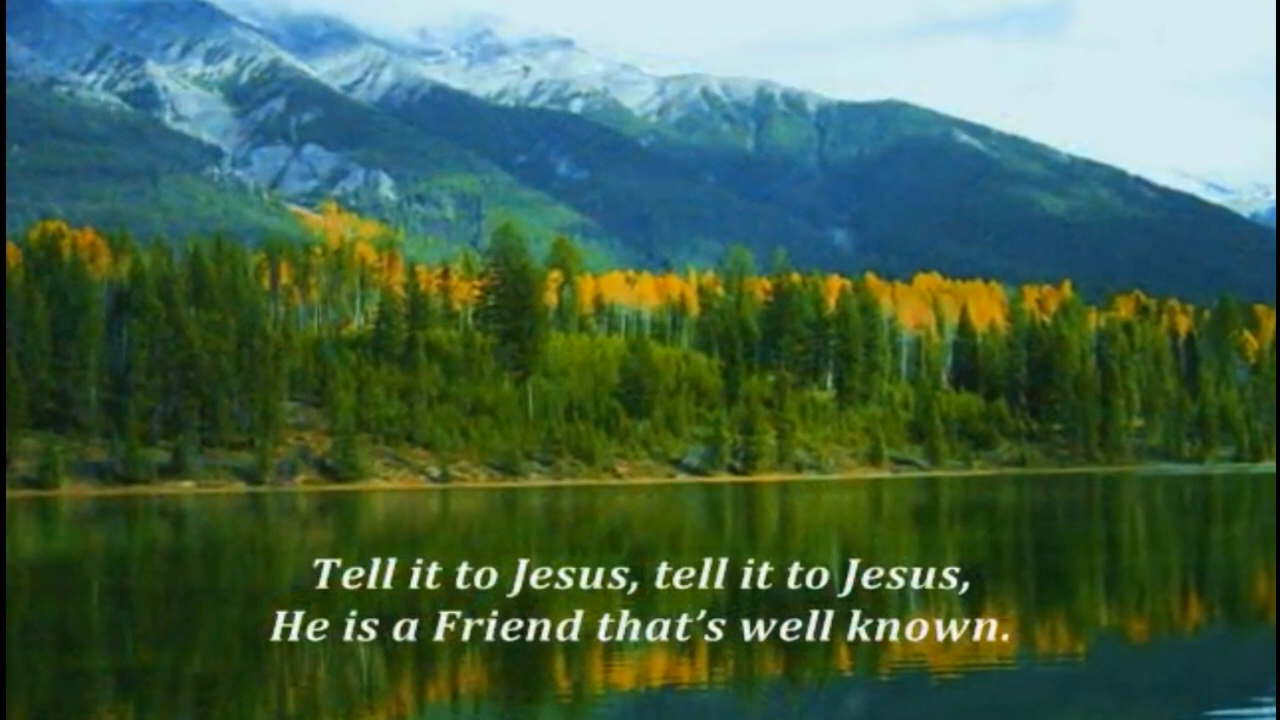 Tell it to Jesus, tell it to Jesus,
He is a Friend that's well known.